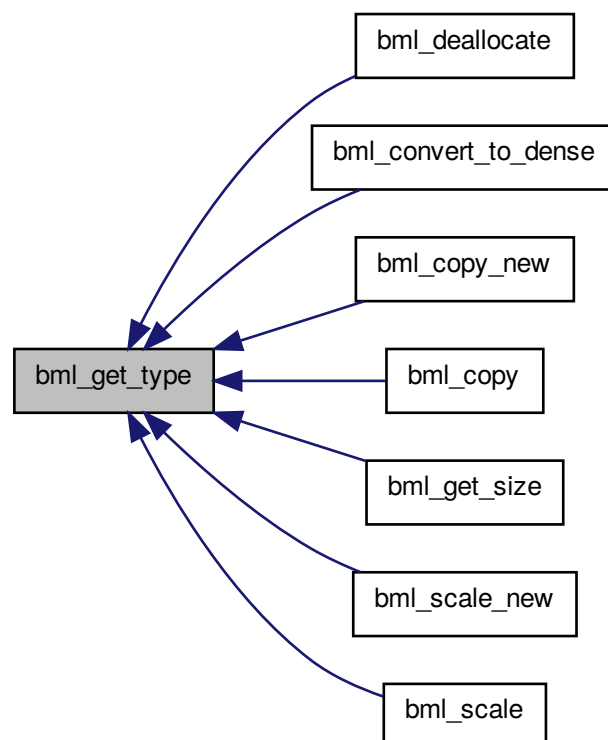 bml_deallocate
bml_convert_to_dense
bml_copy_new
bml_get_type
bml_copy
bml_get_size
bml_scale_new
bml_scale